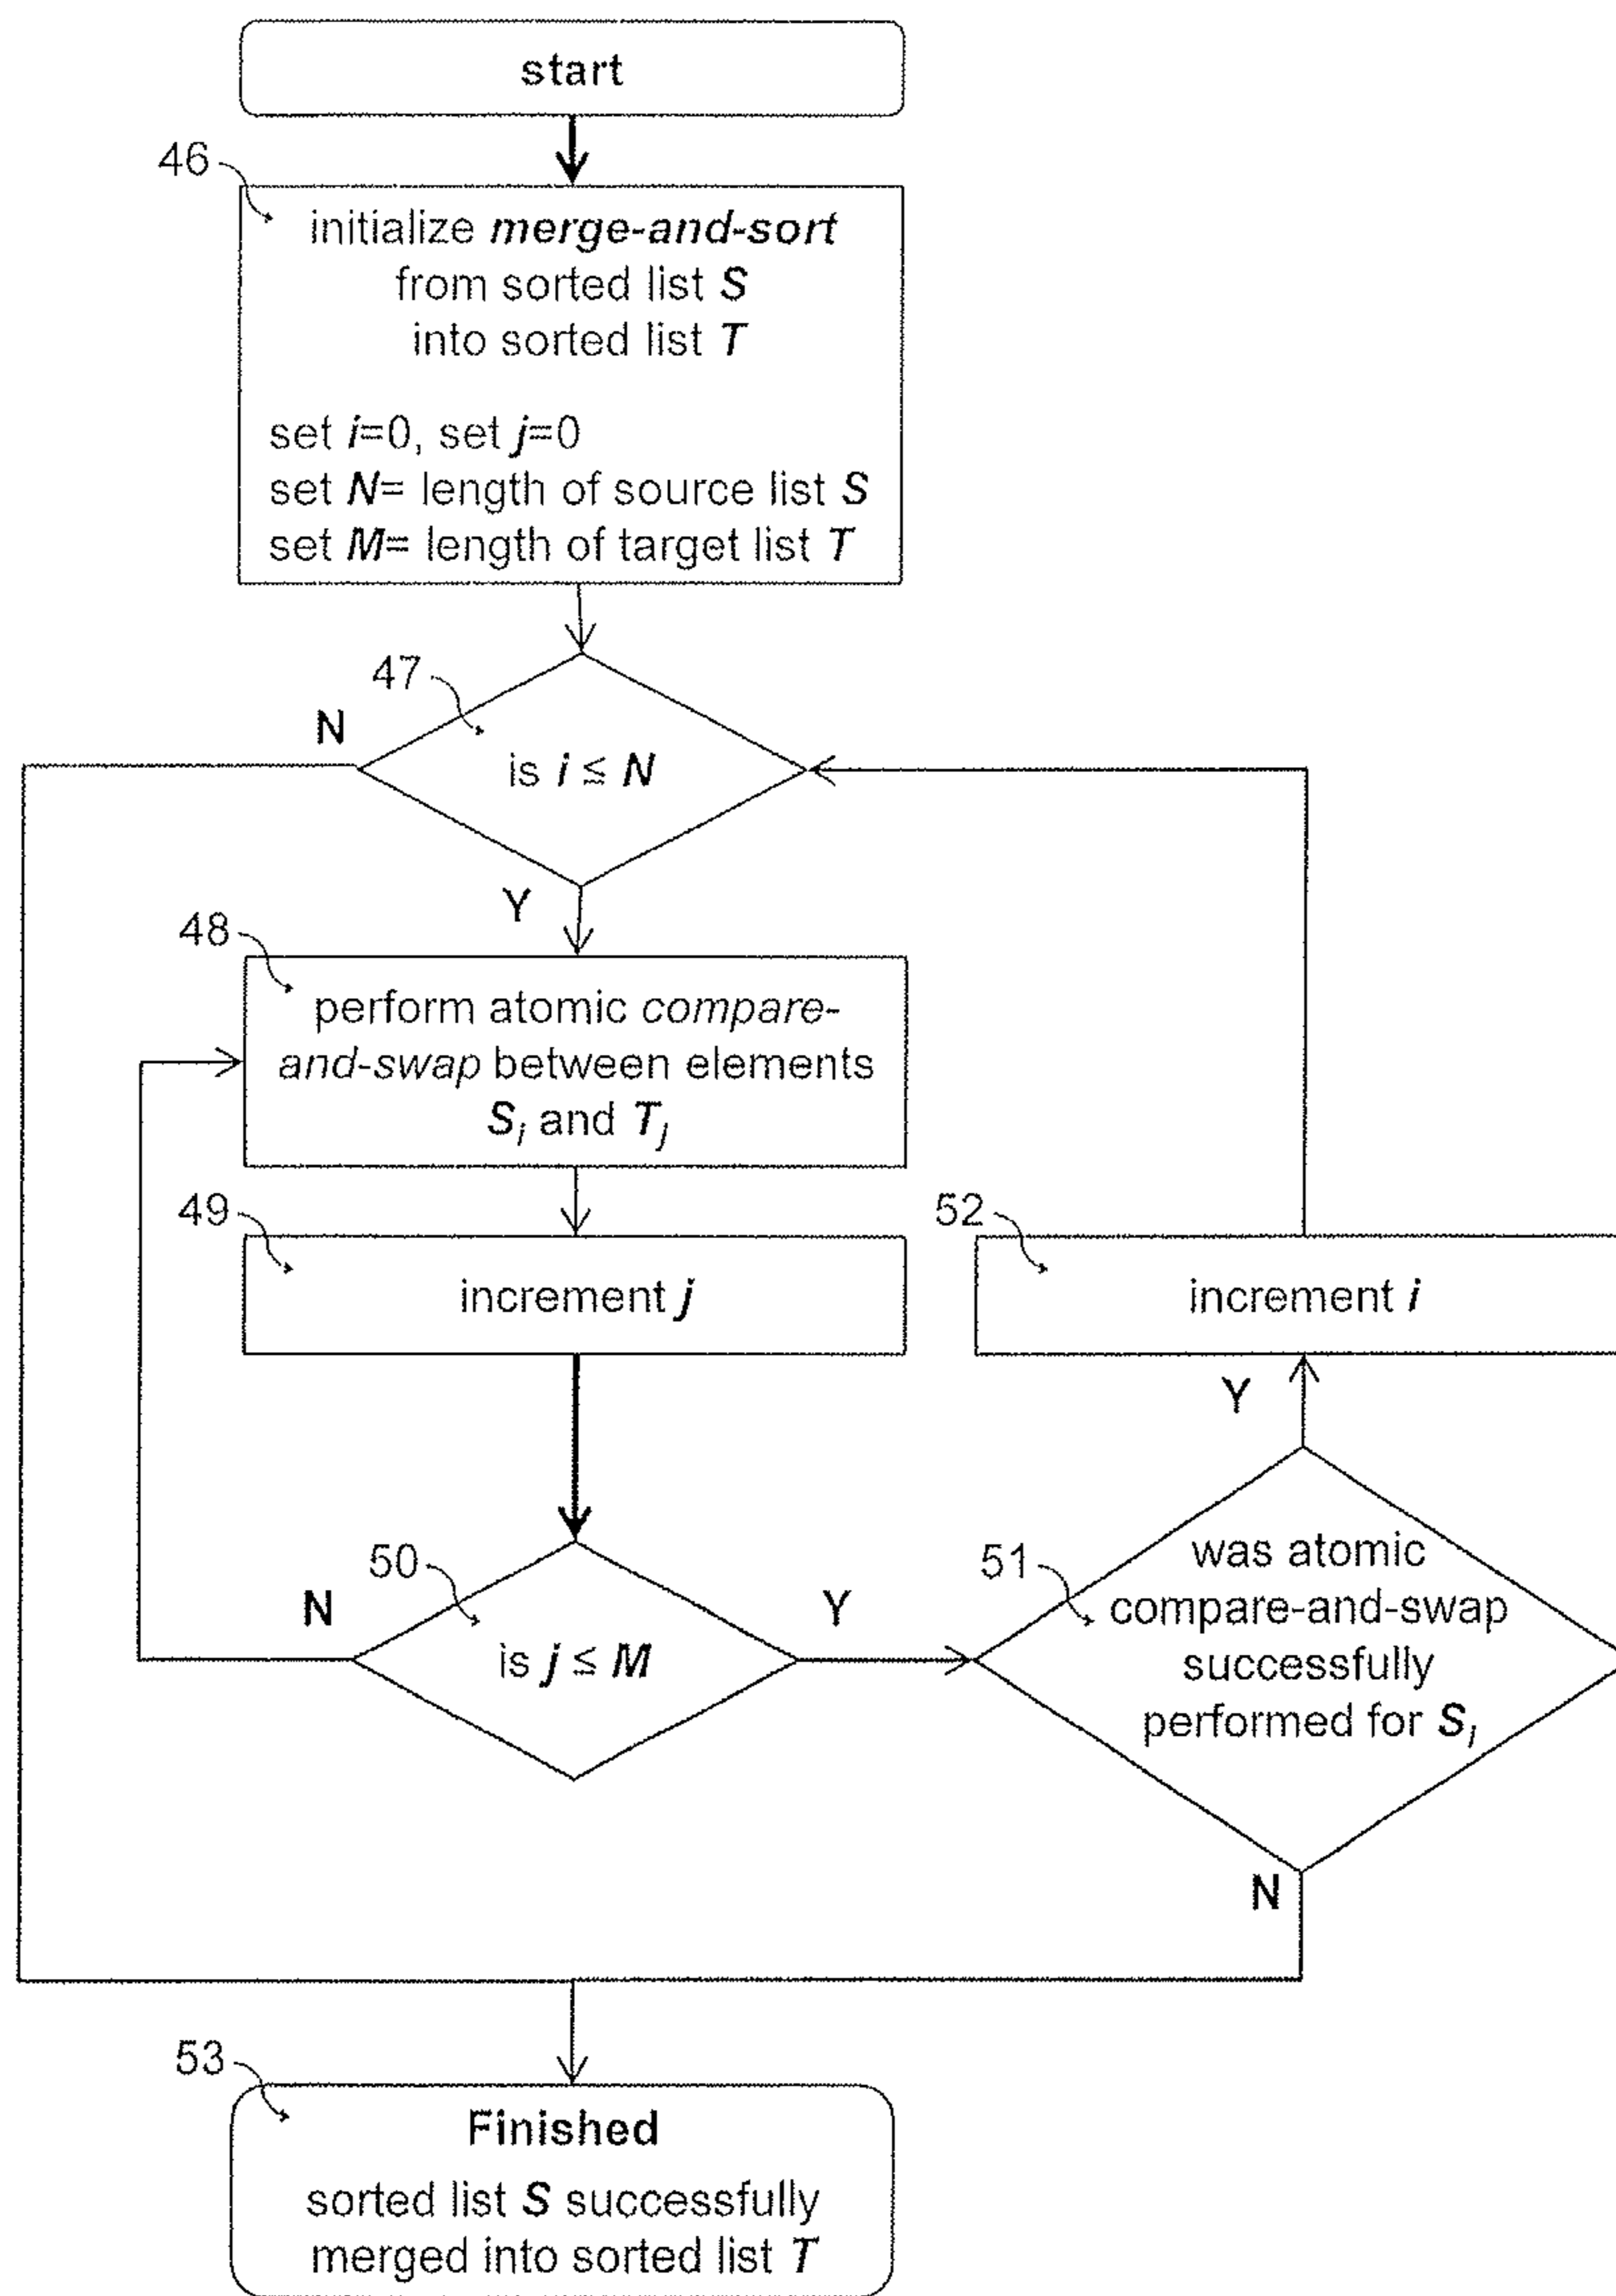 start
46
initialize merge-and-sort
from sorted list S
into sorted list T
set i=0, set j=0
set N= length of source list S
set M= length of target list T
47
N
is i ≤ N
Y
48
perform atomic compare-
and-swap between elements
Si and Tj
49
increment j
52
increment i
Y
50
N
is j ≤ M
Y
51
was atomic
compare-and-swap
successfully
performed for Si
N
53
Finished
sorted list S successfully
merged into sorted list T